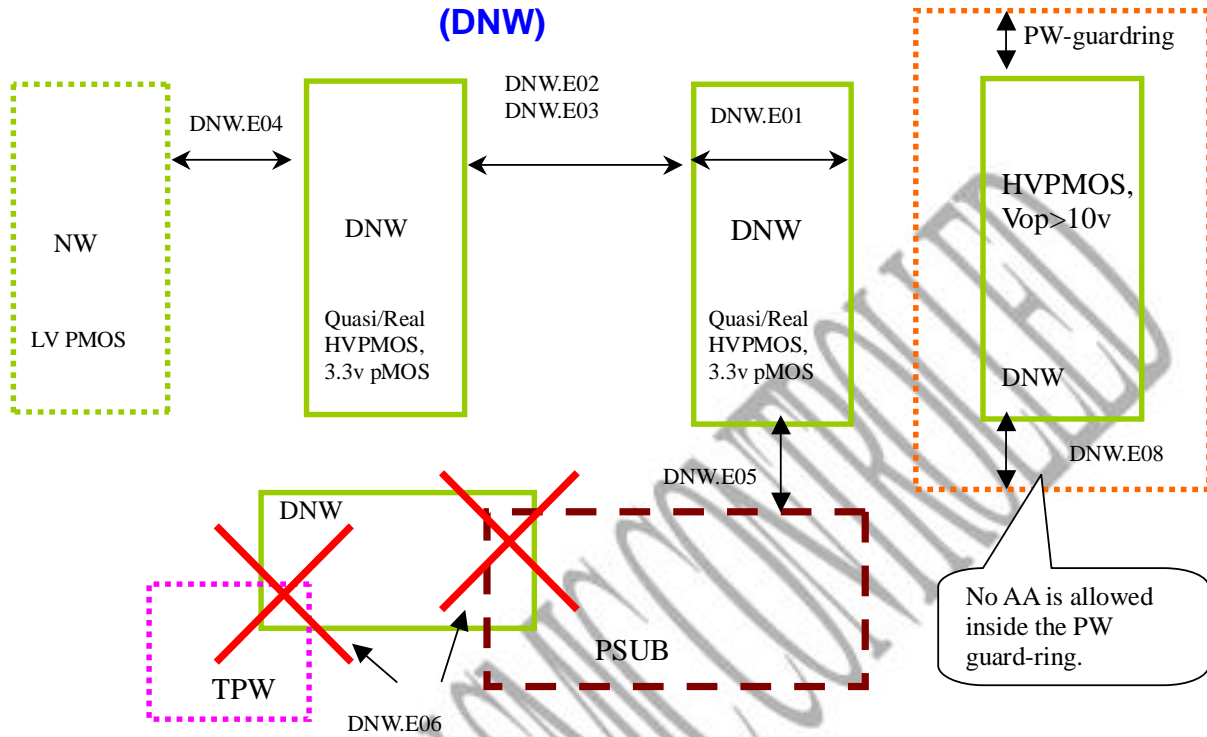 (DNW)
PW-guardring
DNW.E02
DNW.E03
DNW.E04
DNW.E01
NW
LV PMOS
DNW
Quasi/Real
HVPMOS,
3.3v pMOS
DNW
Quasi/Real
HVPMOS,
3.3v pMOS
HVPMOS,
Vop>10v
DNW
DNW.E05
DNW.E08
DNW
TPW
PSUB
DNW.E06
No AA is allowed
inside the PW
guard-ring.